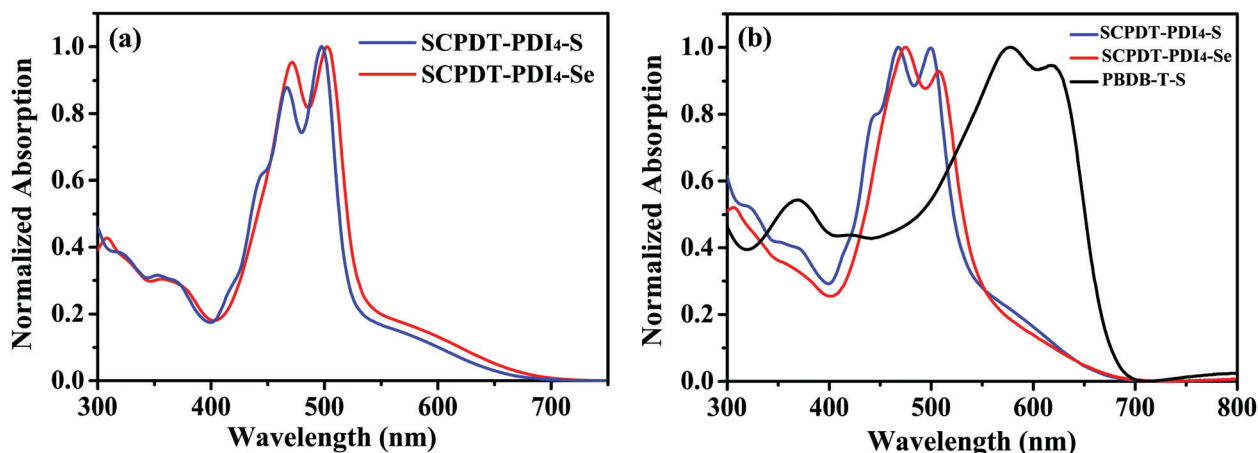 (a)
SCPDT-PDI₄-S
SCPDT-PDI₄-Se
Normalized Absorption
1.0
0.8
0.6
0.4
0.2
0.0
300 400 500 600 700
Wavelength (nm)
(b)
SCPDT-PDI₄-S
SCPDT-PDI₄-Se
PBDB-T-S
Normalized Absorption
1.0
0.8
0.6
0.4
0.2
0.0
300 400 500 600 700 800
Wavelength (nm)